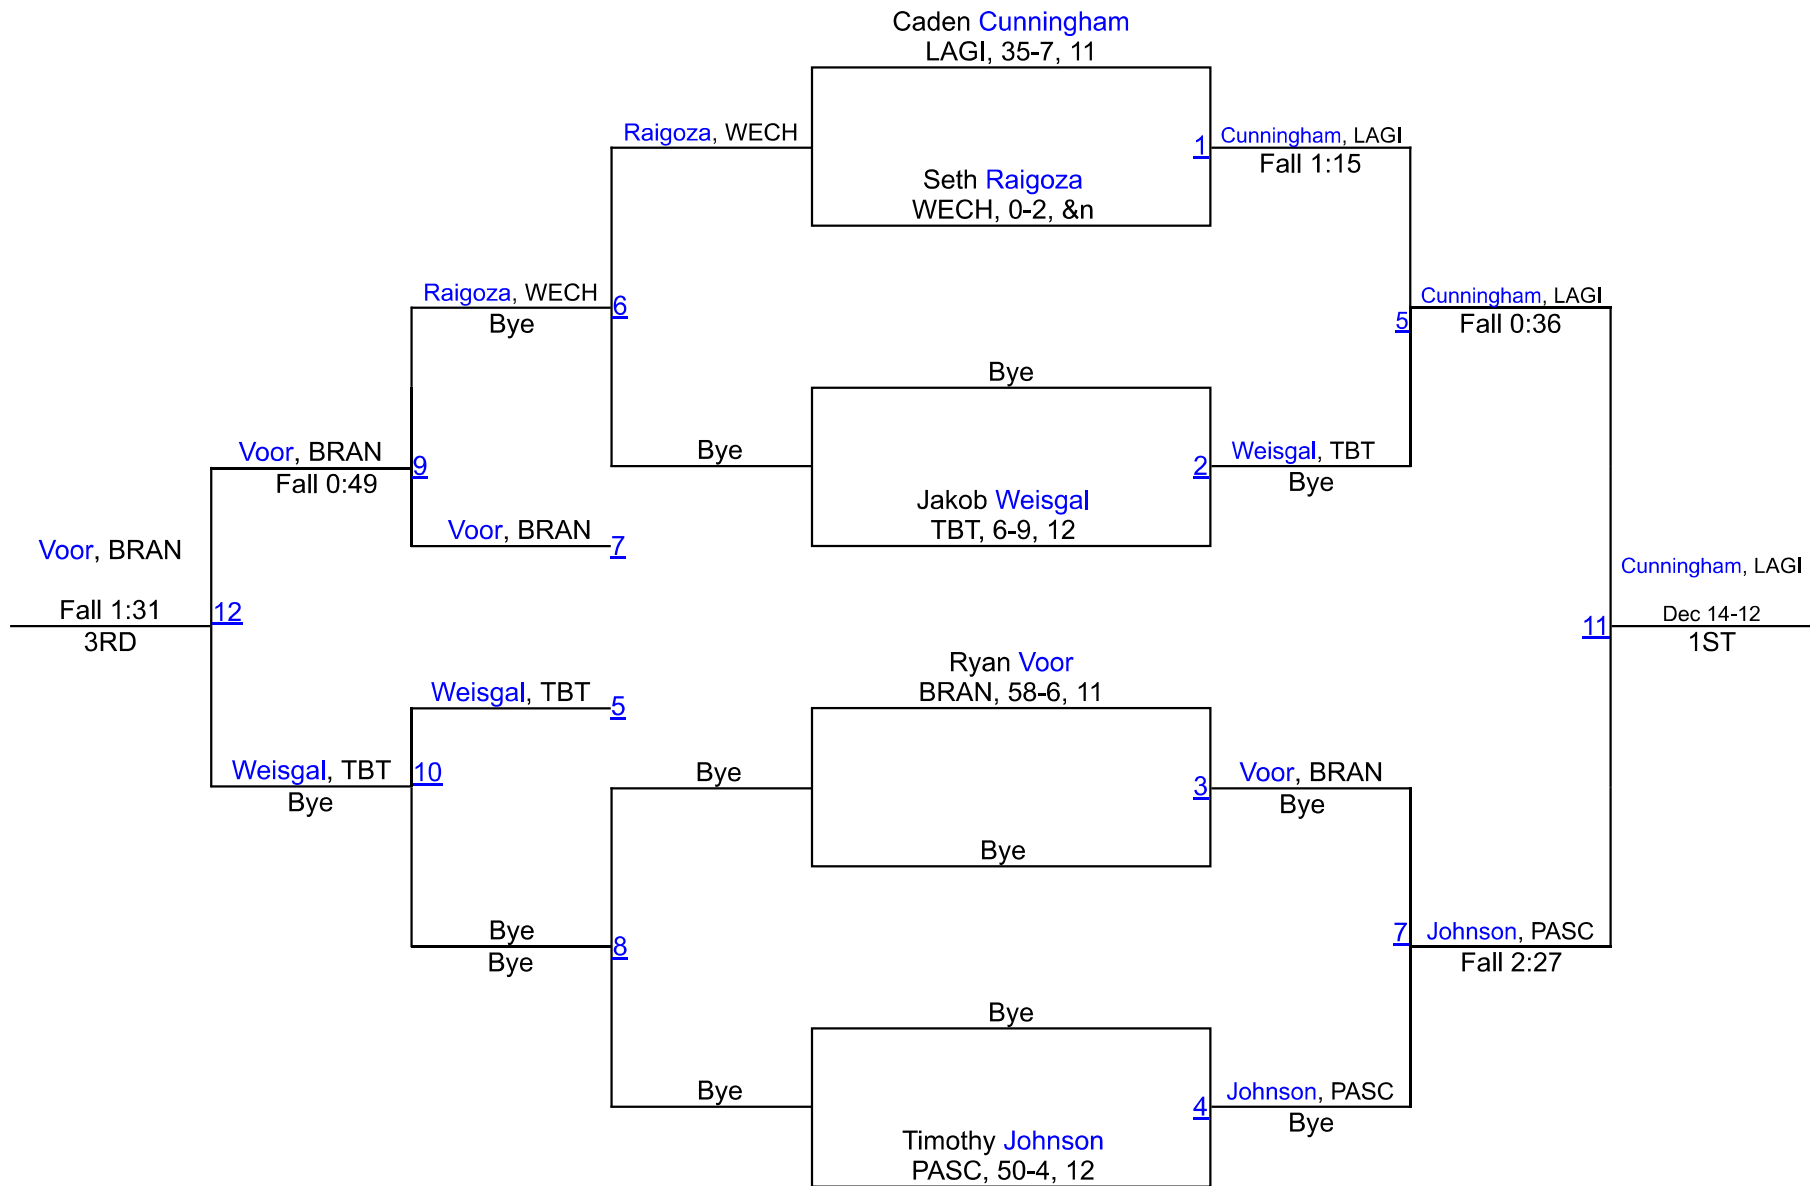 Caden Cunningham
LAGI, 35-7, 11
Raigoza, WECH
1
Cunningham, LAGI
Fall 1:15
Seth Raigoza
WECH, 0-2, &n
Raigoza, WECH
Bye
6
5
Cunningham, LAGI
Fall 0:36
Bye
Voor, BRAN
Fall 0:49
9
Bye
2
Weisgal, TBT
Bye
Jakob Weisgal
TBT, 6-9, 12
Voor, BRAN
7
Voor, BRAN
Fall 1:31
3RD
12
Cunningham, LAGI
11
Dec 14-12
1ST
Ryan Voor
BRAN, 58-6, 11
Weisgal, TBT
5
Weisgal, TBT
Bye
10
Bye
3
Voor, BRAN
Bye
Bye
Bye
Bye
8
7
Johnson, PASC
Fall 2:27
Bye
Bye
4
Johnson, PASC
Bye
Timothy Johnson
PASC, 50-4, 12